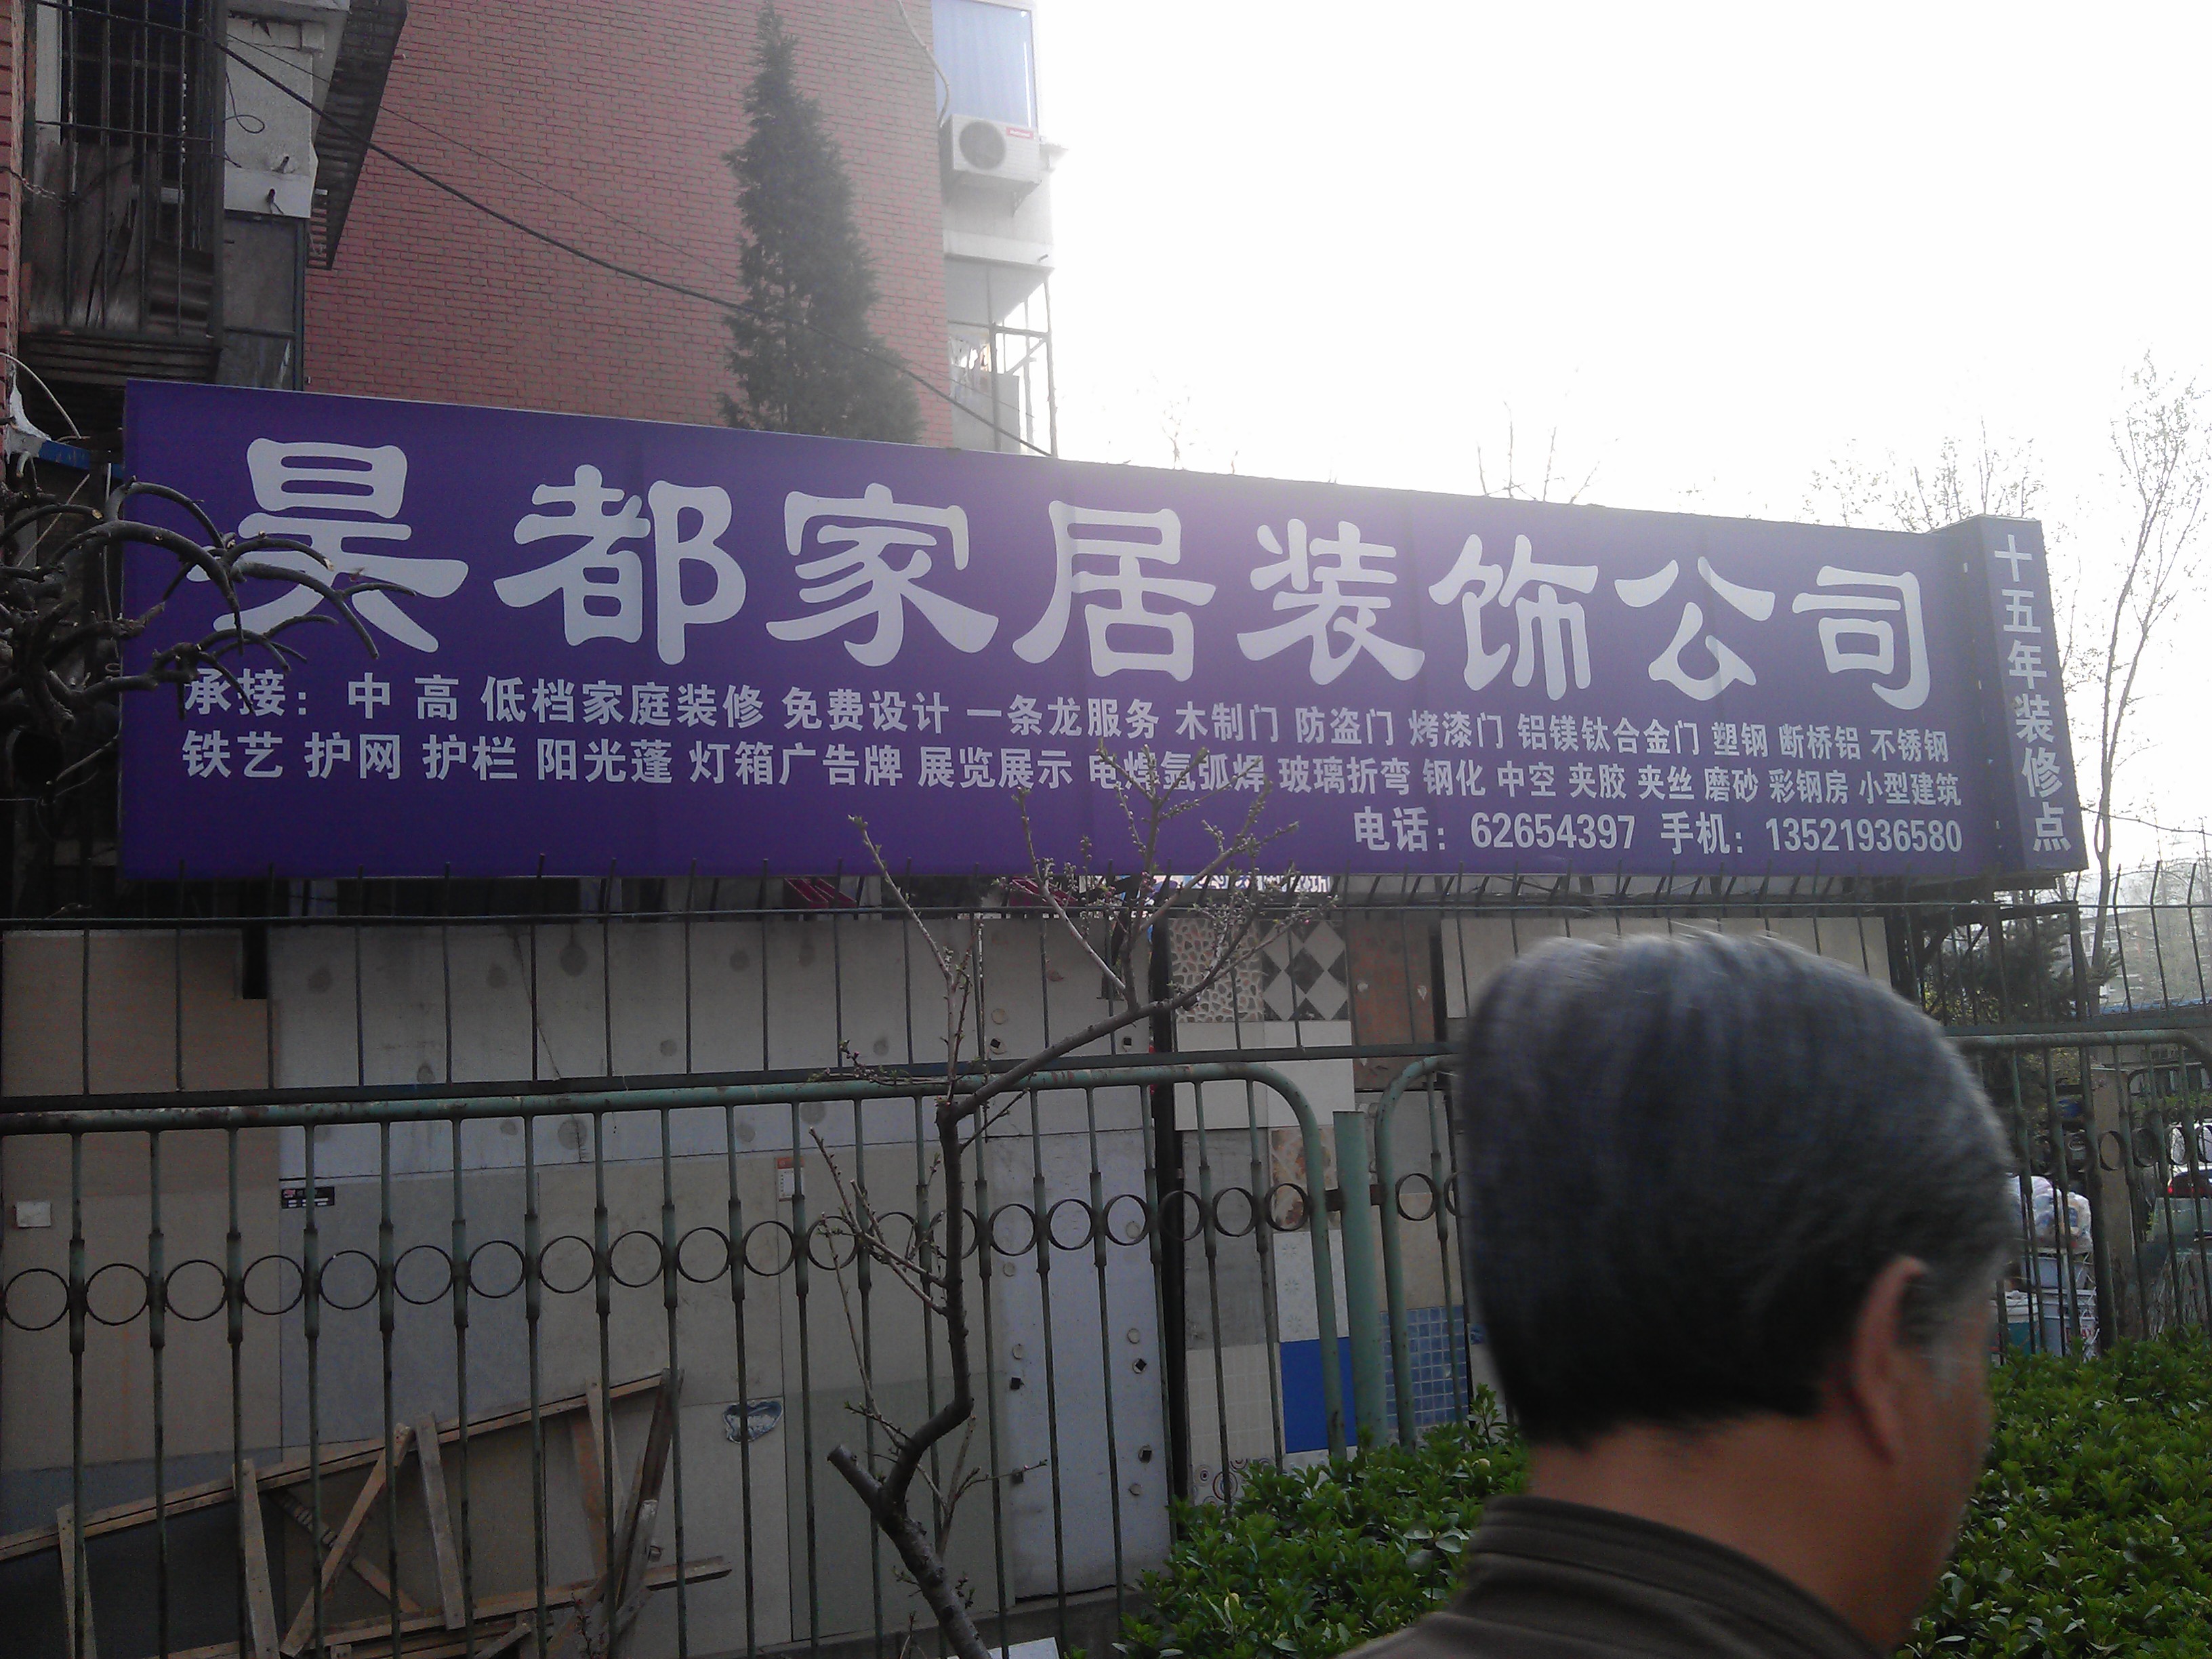 昊都家居装饰公司
承接：中 高 低档家庭装修 免费设计 一条龙服务 木制门 防盗门 烤漆门 铝镁钛合金门 塑钢 断桥铝 不锈钢
铁艺 护网 护栏 阳光蓬 灯箱广告牌 展览展示 电焊氩弧焊 玻璃折弯 钢化 中空 夹胶 夹丝 磨砂 彩钢房 小型建筑
电话：62654397 手机：13521936580
十五年装修点